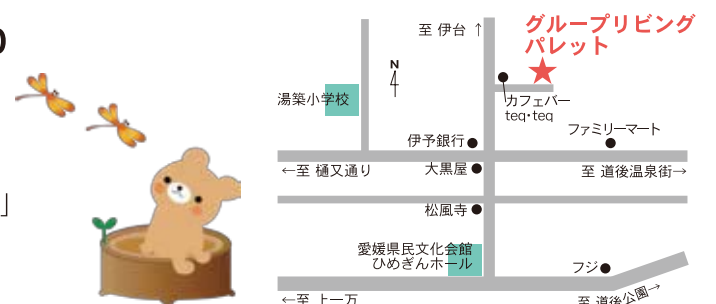 」
至 伊台 ↑
グループリビング
パレット
N
湯築小学校
カフェバー
teq・teq
伊予銀行
ファミリーマート
←至 樋又通り
大黒屋
至 道後温泉街→
松風寺
愛媛県民文化会館
ひめぎんホール
フジ
←至 上一万
至 道後公園→